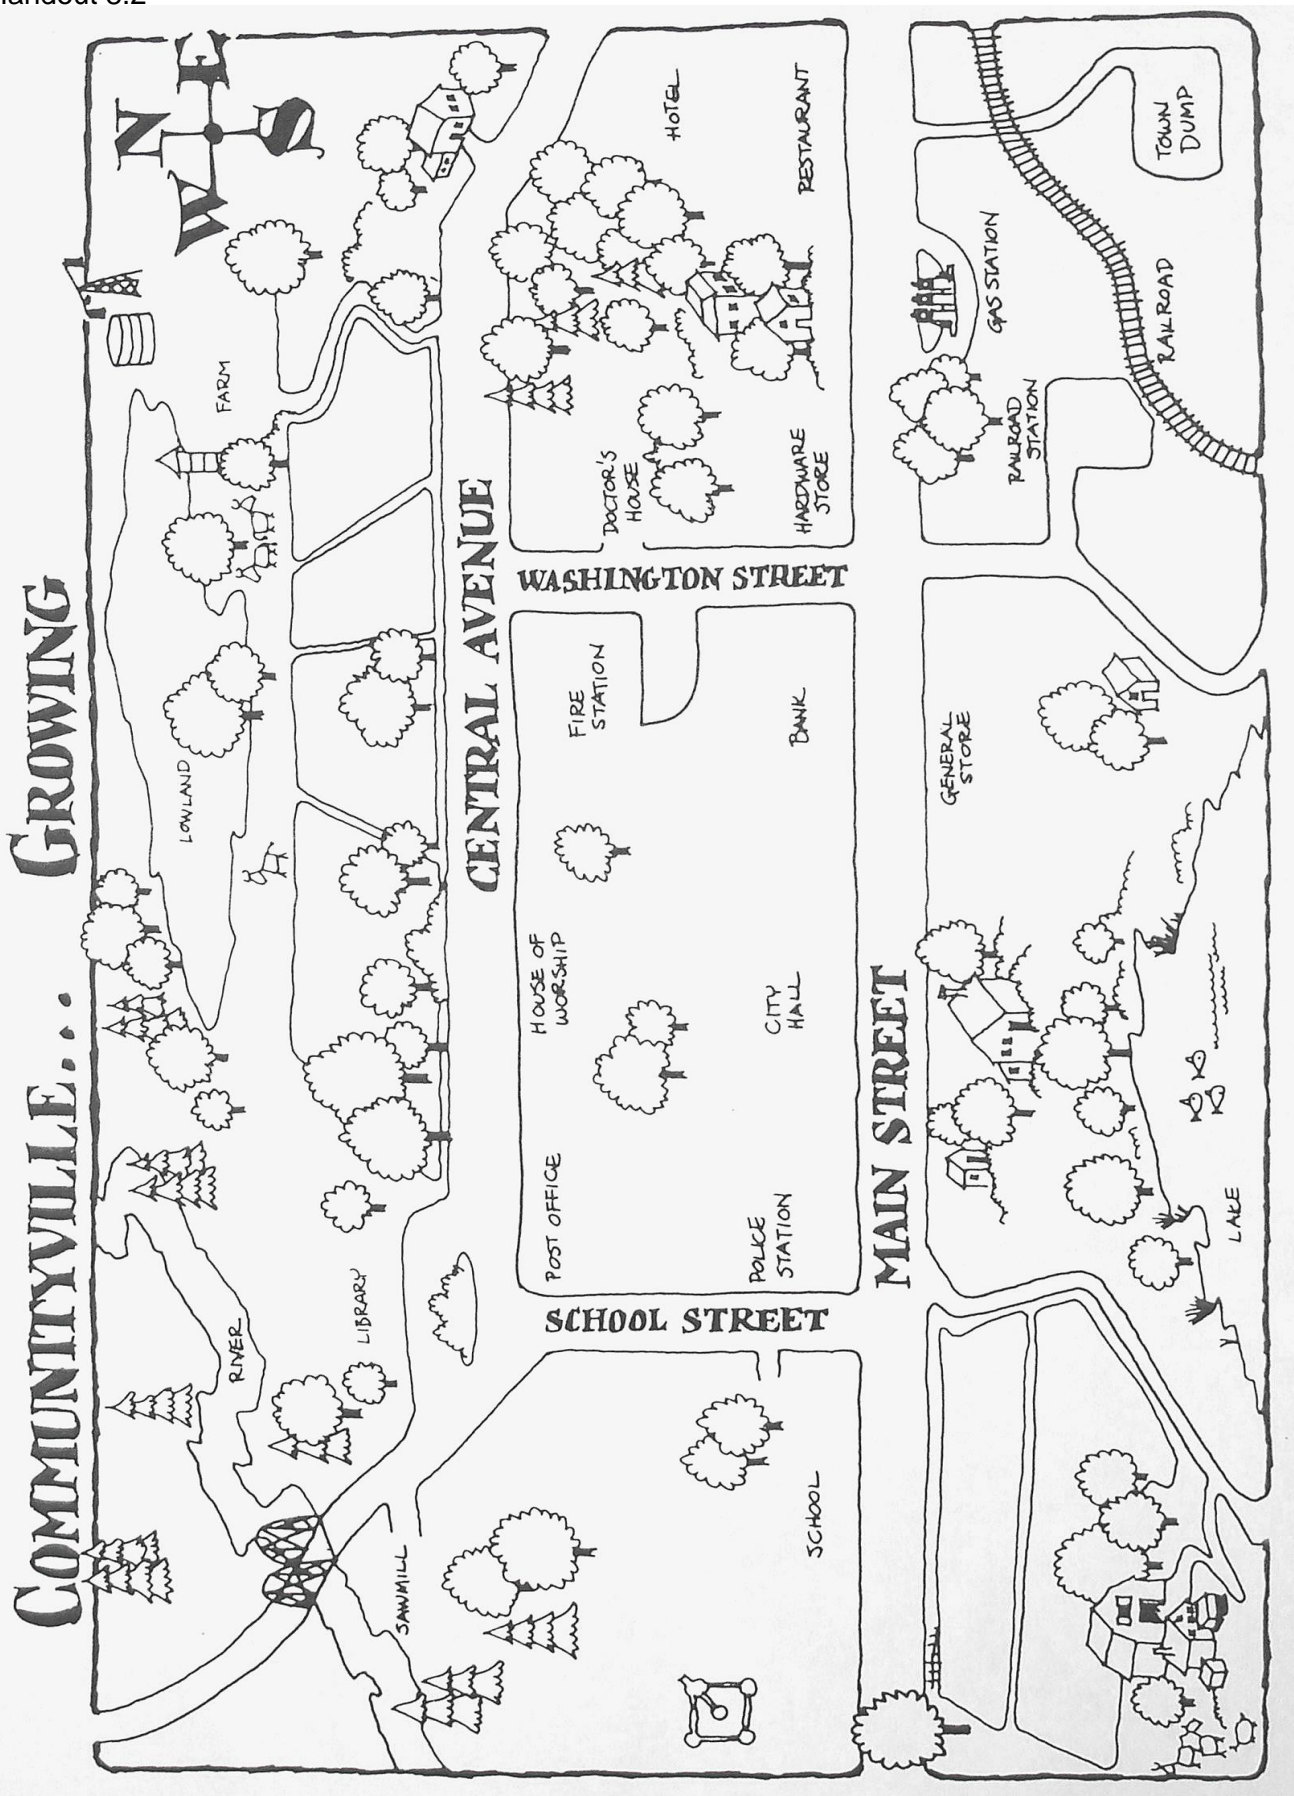 Handout 3.2
COMMUNITYVILLE... GROWING
N
W E
S
RIVER
LOWLAND
FARM
LIBRARY
SAWMILL
CENTRAL AVENUE
POST OFFICE
HOUSE OF
WORSHIP
FIRE
STATION
DOCTOR'S
HOUSE
HOTEL
SCHOOL STREET
WASHINGTON STREET
SCHOOL
POLICE
STATION
CITY
HALL
BANK
HARDWARE
STORE
RESTAURANT
MAIN STREET
GENERAL
STORE
RAILROAD
STATION
GAS STATION
RAILROAD
TOWN
DUMP
LAKE